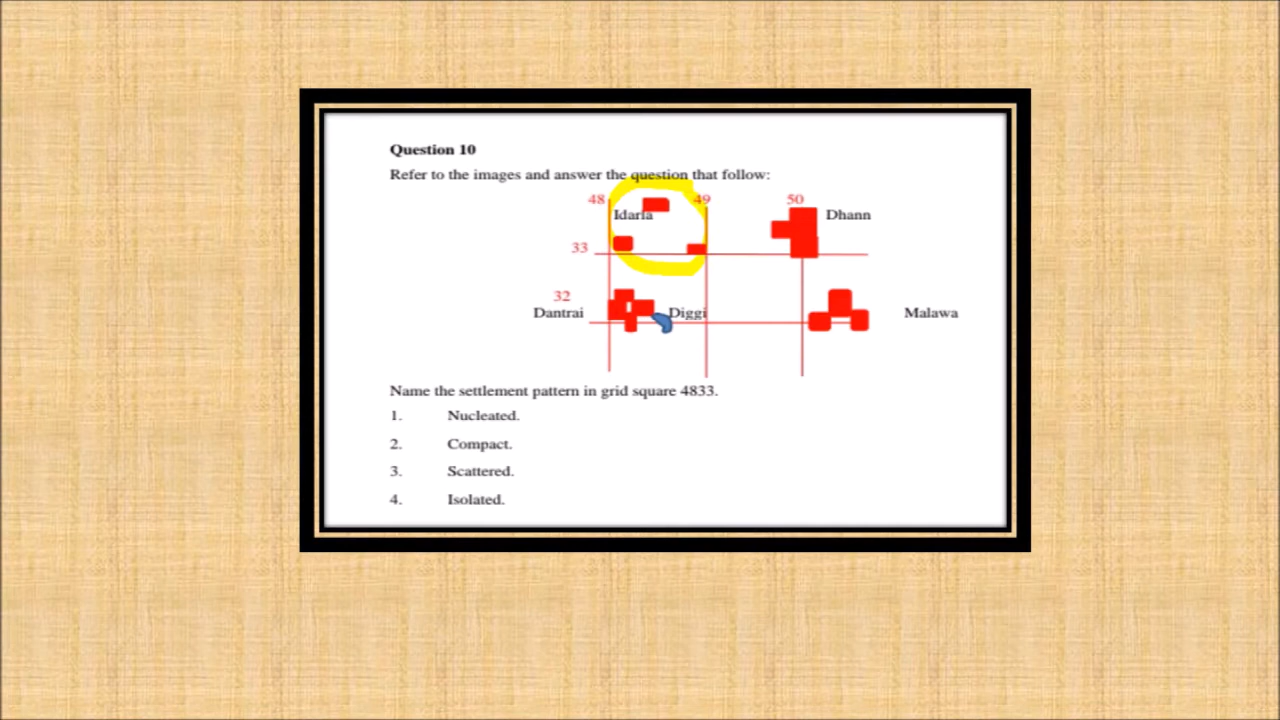 Question 10
Refer to the images and answer the question that follow:
48 49 50
Idarla Dhann
33
32
Dantrai Diggi Malawa
Name the settlement pattern in grid square 4833.
1. Nucleated.
2. Compact.
3. Scattered.
4. Isolated.